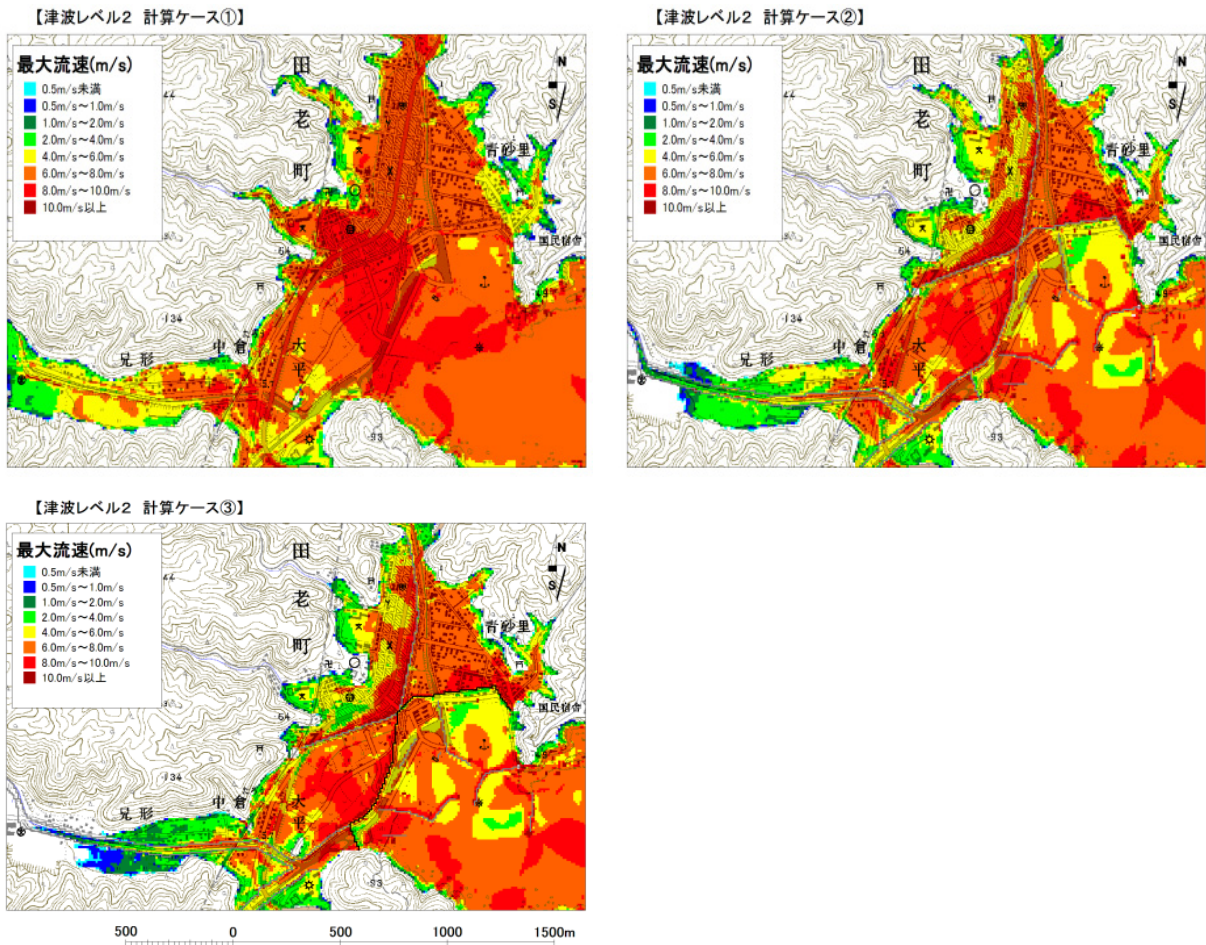 【津波レベル2 計算ケース①】
最大流速(m/s)
0.5m/s未満
0.5m/s～1.0m/s
1.0m/s～2.0m/s
2.0m/s～4.0m/s
4.0m/s～6.0m/s
6.0m/s～8.0m/s
8.0m/s～10.0m/s
10.0m/s以上
田老町
N
S
青砂里
国民宿舎
54
134
中倉
大平
93
【津波レベル2 計算ケース②】
最大流速(m/s)
0.5m/s未満
0.5m/s～1.0m/s
1.0m/s～2.0m/s
2.0m/s～4.0m/s
4.0m/s～6.0m/s
6.0m/s～8.0m/s
8.0m/s～10.0m/s
10.0m/s以上
田老町
N
S
青砂里
国民宿舎
54
134
中倉
大平
93
【津波レベル2 計算ケース③】
最大流速(m/s)
0.5m/s未満
0.5m/s～1.0m/s
1.0m/s～2.0m/s
2.0m/s～4.0m/s
4.0m/s～6.0m/s
6.0m/s～8.0m/s
8.0m/s～10.0m/s
10.0m/s以上
田老町
N
S
青砂里
国民宿舎
54
134
中倉
大平
93
500 0 500 1000 1500m